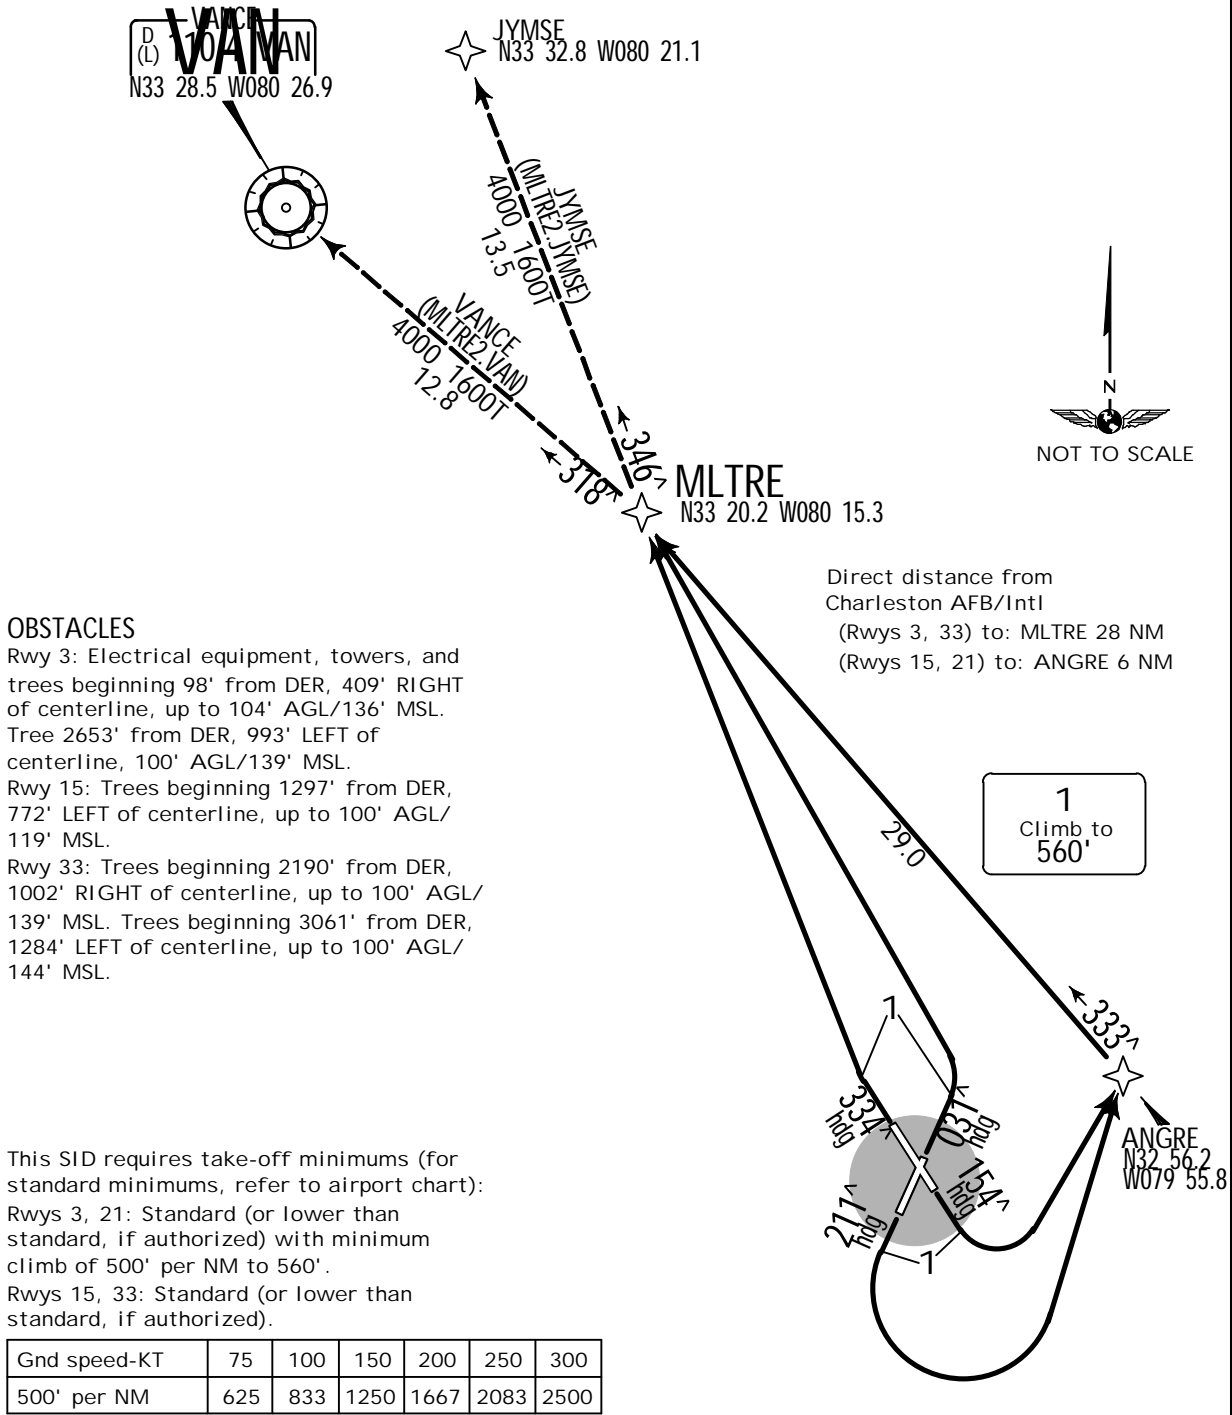 VANCE
VAN
D
(L) 110.4 VAN
N33 28.5 W080 26.9
JYMSE
N33 32.8 W080 21.1
JYMSE
(MLTRE2.JYMSE)
4000 1600T
13.5
VANCE
(MLTRE2.VAN)
4000 1600T
12.8
N
NOT TO SCALE
346^
318^
MLTRE
N33 20.2 W080 15.3
Direct distance from
Charleston AFB/Intl
(Rwys 3, 33) to: MLTRE 28 NM
(Rwys 15, 21) to: ANGRE 6 NM
OBSTACLES
Rwy 3: Electrical equipment, towers, and
trees beginning 98' from DER, 409' RIGHT
of centerline, up to 104' AGL/136' MSL.
Tree 2653' from DER, 993' LEFT of
centerline, 100' AGL/139' MSL.
Rwy 15: Trees beginning 1297' from DER,
772' LEFT of centerline, up to 100' AGL/
119' MSL.
Rwy 33: Trees beginning 2190' from DER,
1002' RIGHT of centerline, up to 100' AGL/
139' MSL. Trees beginning 3061' from DER,
1284' LEFT of centerline, up to 100' AGL/
144' MSL.
1
Climb to
560'
29.0
333^
1
334^
hdg
031^
hdg
154^
hdg
211^
hdg
1
ANGRE
N32 56.2
W079 55.8
This SID requires take-off minimums (for
standard minimums, refer to airport chart):
Rwys 3, 21: Standard (or lower than
standard, if authorized) with minimum
climb of 500' per NM to 560'.
Rwys 15, 33: Standard (or lower than
standard, if authorized).
Gnd speed-KT 75 100 150 200 250 300
500' per NM 625 833 1250 1667 2083 2500